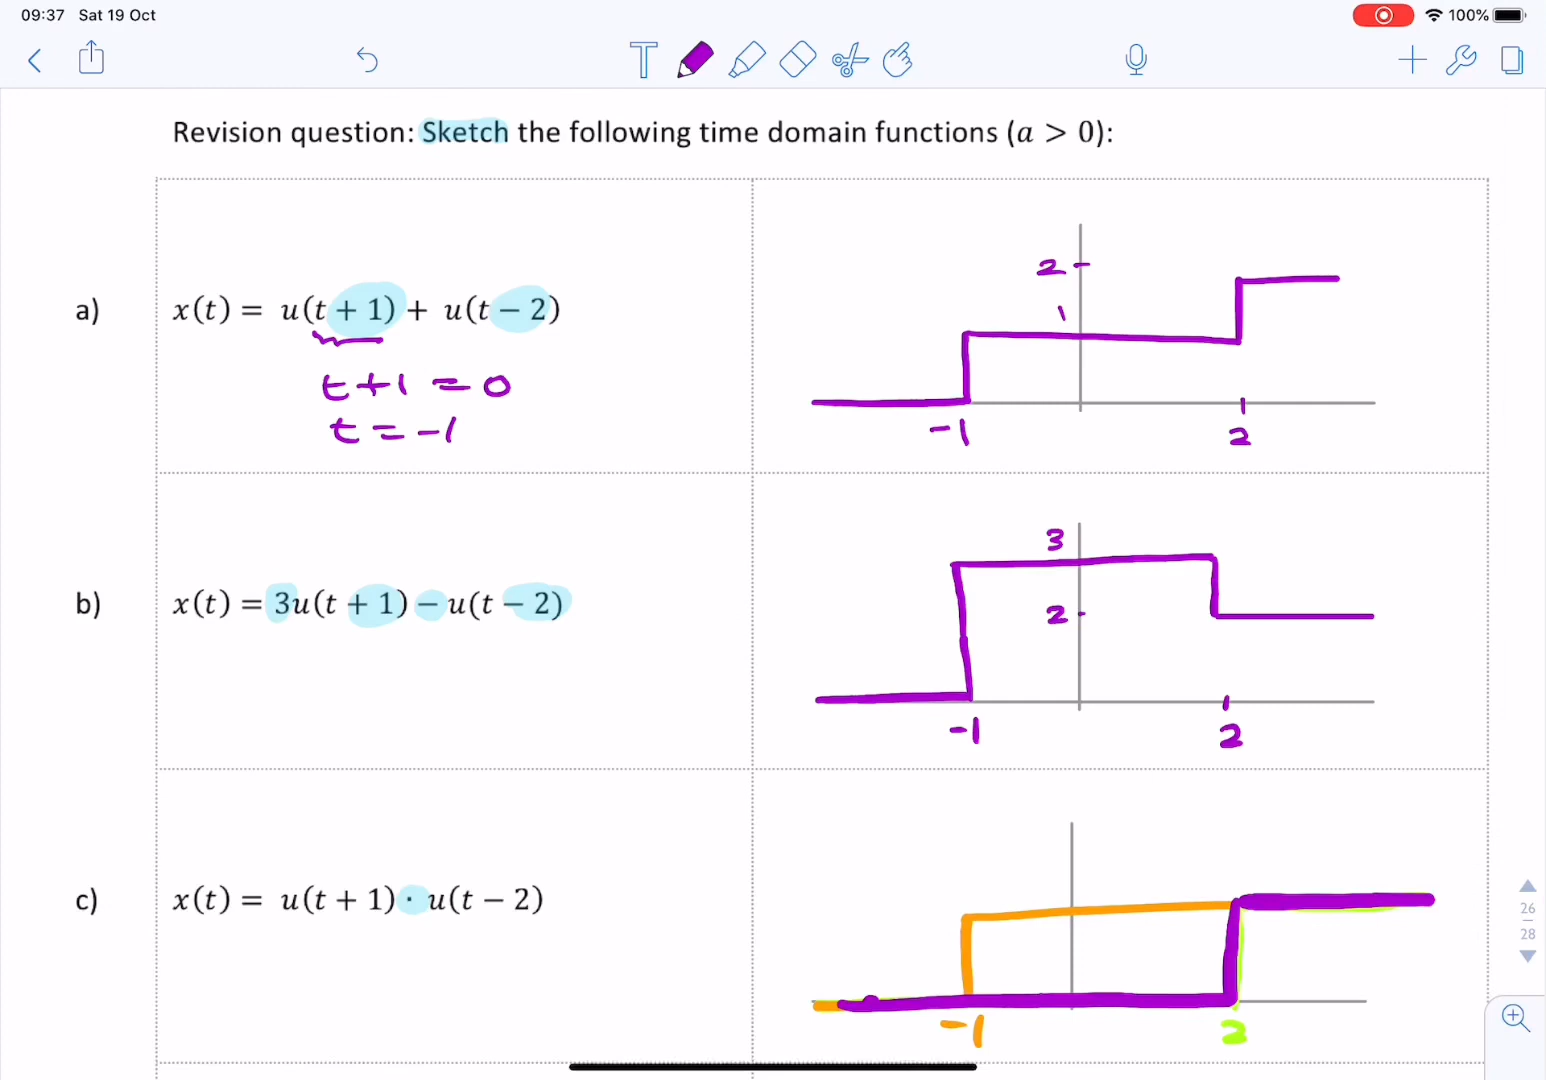 09:37 Sat 19 Oct
100%
T
Revision question: Sketch the following time domain functions (a > 0):
a) x(t) = u(t + 1) + u(t − 2)
t+1 = 0
t = -1
2
1
-1
2
b) x(t) = 3u(t + 1) − u(t − 2)
3
2
-1
2
c) x(t) = u(t + 1) · u(t − 2)
-1
2
26
28